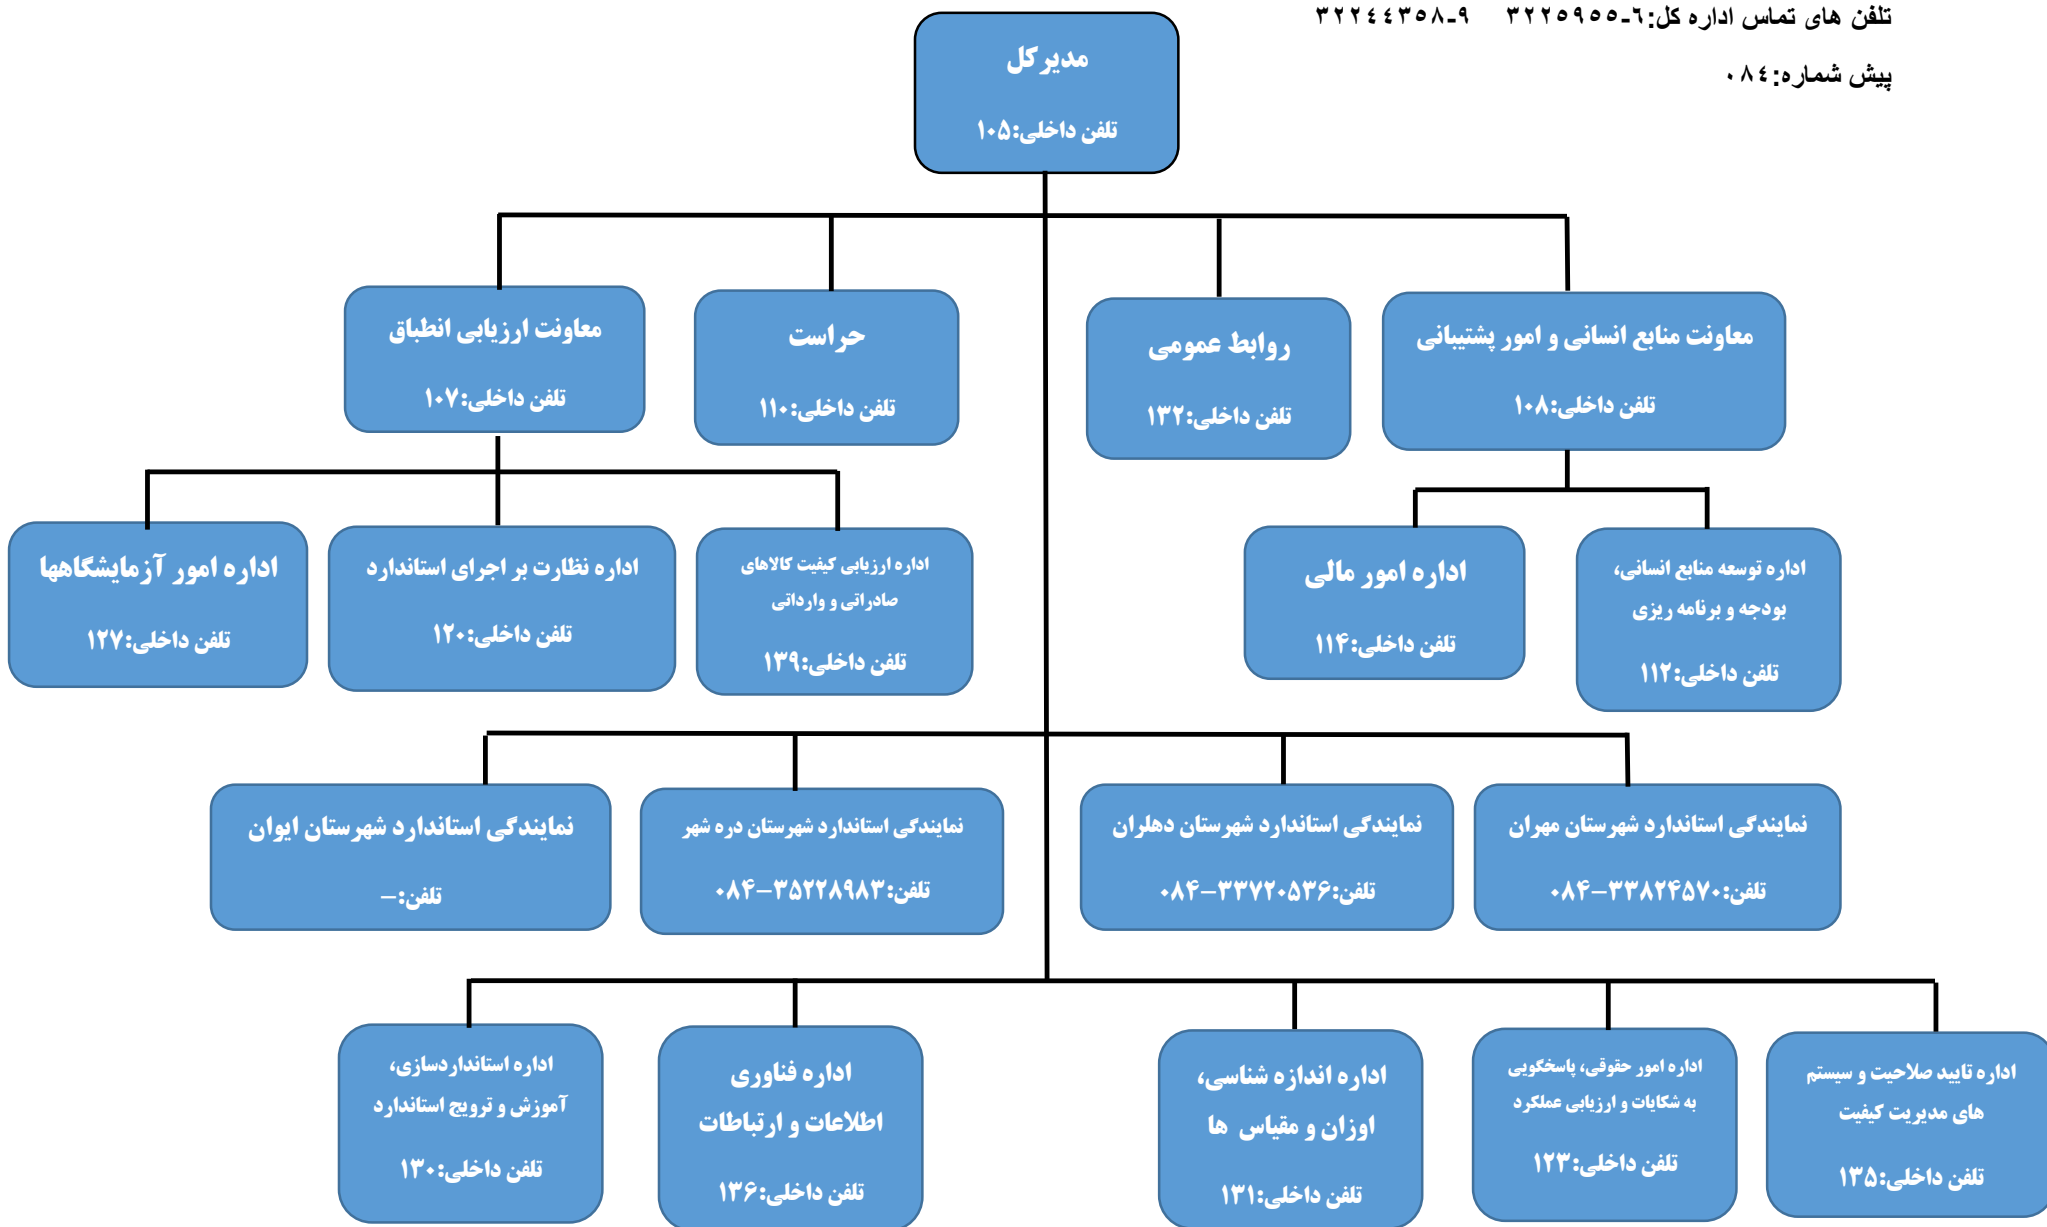 تلفن های تماس اداره کل:٦-٣٢٢٥٩٥٥ ٩-٣٢٢٤٤٣٥٨
پیش شماره:٠٨٤
مدیر کل
تلفن داخلی:۱۰۵
معاونت منابع انسانی و امور پشتیبانی
تلفن داخلی:۱۰۸
روابط عمومی
تلفن داخلی:۱۳۲
حراست
تلفن داخلی:۱۱۰
معاونت ارزیابی انطباق
تلفن داخلی:۱۰۷
اداره توسعه منابع انسانی،
بودجه و برنامه ریزی
تلفن داخلی:۱۱۲
اداره امور مالی
تلفن داخلی:۱۱۴
اداره ارزیابی کیفیت کالاهای
صادراتی و وارداتی
تلفن داخلی:۱۳۹
اداره نظارت بر اجرای استاندارد
تلفن داخلی:۱۲۰
اداره امور آزمایشگاهها
تلفن داخلی:۱۲۷
نمایندگی استاندارد شهرستان مهران
تلفن:۳۳۸۲۴۵۷۰-۰۸۴
نمایندگی استاندارد شهرستان دهلران
تلفن:۳۳۷۲۰۵۳۶-۰۸۴
نمایندگی استاندارد شهرستان دره شهر
تلفن:۳۵۲۲۸۹۸۳-۰۸۴
نمایندگی استاندارد شهرستان ایوان
تلفن:-
اداره تایید صلاحیت و سیستم
های مدیریت کیفیت
تلفن داخلی:۱۳۵
اداره امور حقوقی، پاسخگویی
به شکایات و ارزیابی عملکرد
تلفن داخلی:۱۲۳
اداره اندازه شناسی،
اوزان و مقیاس ها
تلفن داخلی:۱۳۱
اداره فناوری
اطلاعات و ارتباطات
تلفن داخلی:۱۳۶
اداره استانداردسازی،
آموزش و ترویج استاندارد
تلفن داخلی:۱۳۰